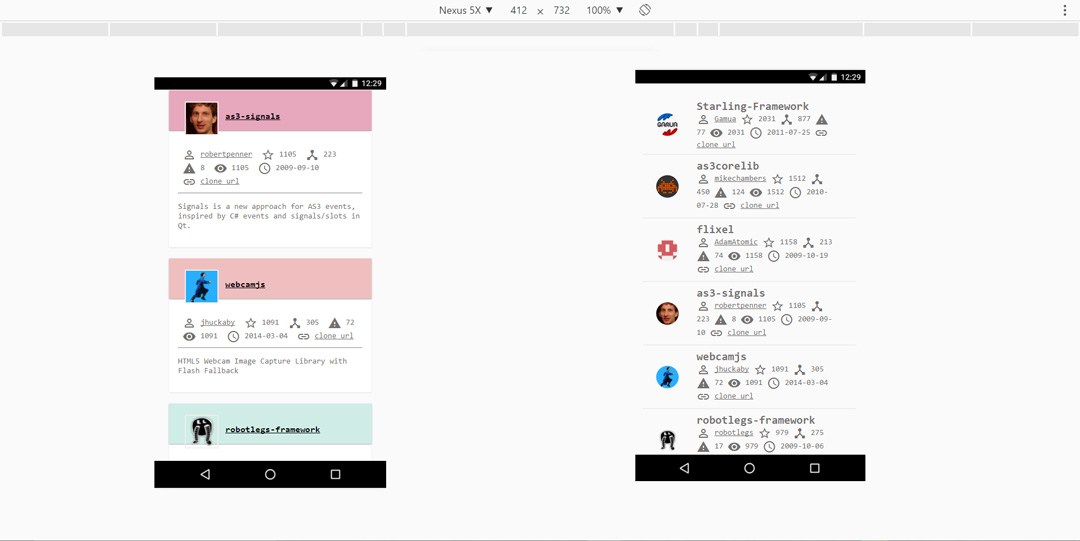 Nexus 5X ▼ 412 × 732 100% ▼
12:29
as3-signals
robertpenner 1105 223
8 1105 2009-09-10
clone url
Signals is a new approach for AS3 events,
inspired by C# events and signals/slots in
Qt.
webcamjs
jhuckaby 1091 305 72
1091 2014-03-04 clone url
HTML5 Webcam Image Capture Library with
Flash Fallback
robotlegs-framework
12:29
GAMUA
Starling-Framework
Gamua 2031 877
77 2031 2011-07-25
clone url
as3corelib
mikechambers 1512
450 124 1512 2010-
07-28 clone url
flixel
AdamAtomic 1158 213
74 1158 2009-10-19
clone url
as3-signals
robertpenner 1105
223 8 1105 2009-09-
10 clone url
webcamjs
jhuckaby 1091 305
72 1091 2014-03-04
clone url
robotlegs-framework
robotlegs 979 275
17 979 2009-10-06